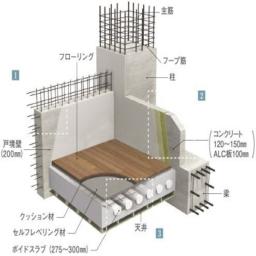 主筋
フローリング
フープ筋
1
柱
2
戸境壁
(200mm)
コンクリート
120〜150mm
ALC板100mm
梁
クッション材
セルフレベリング材
天井
ボイドスラブ(275〜300mm)
3